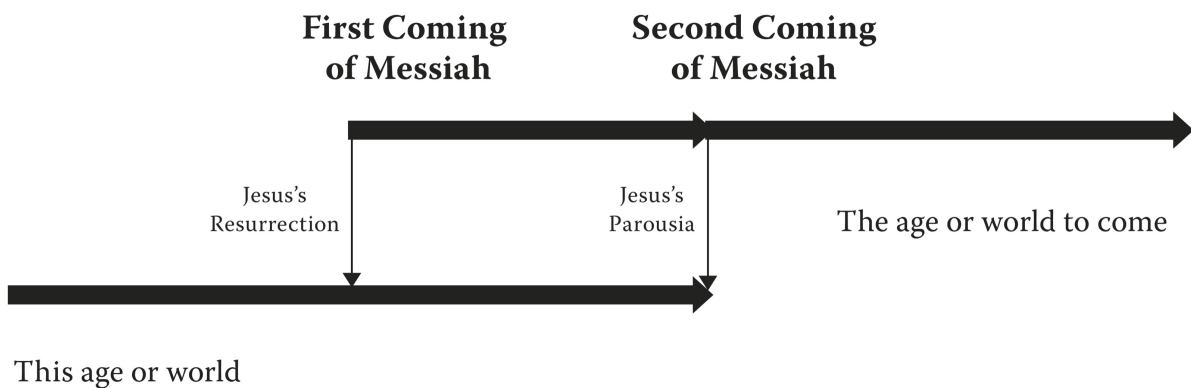 First Coming
of Messiah
Second Coming
of Messiah
Jesus’s
Resurrection
Jesus’s
Parousia
The age or world to come
This age or world